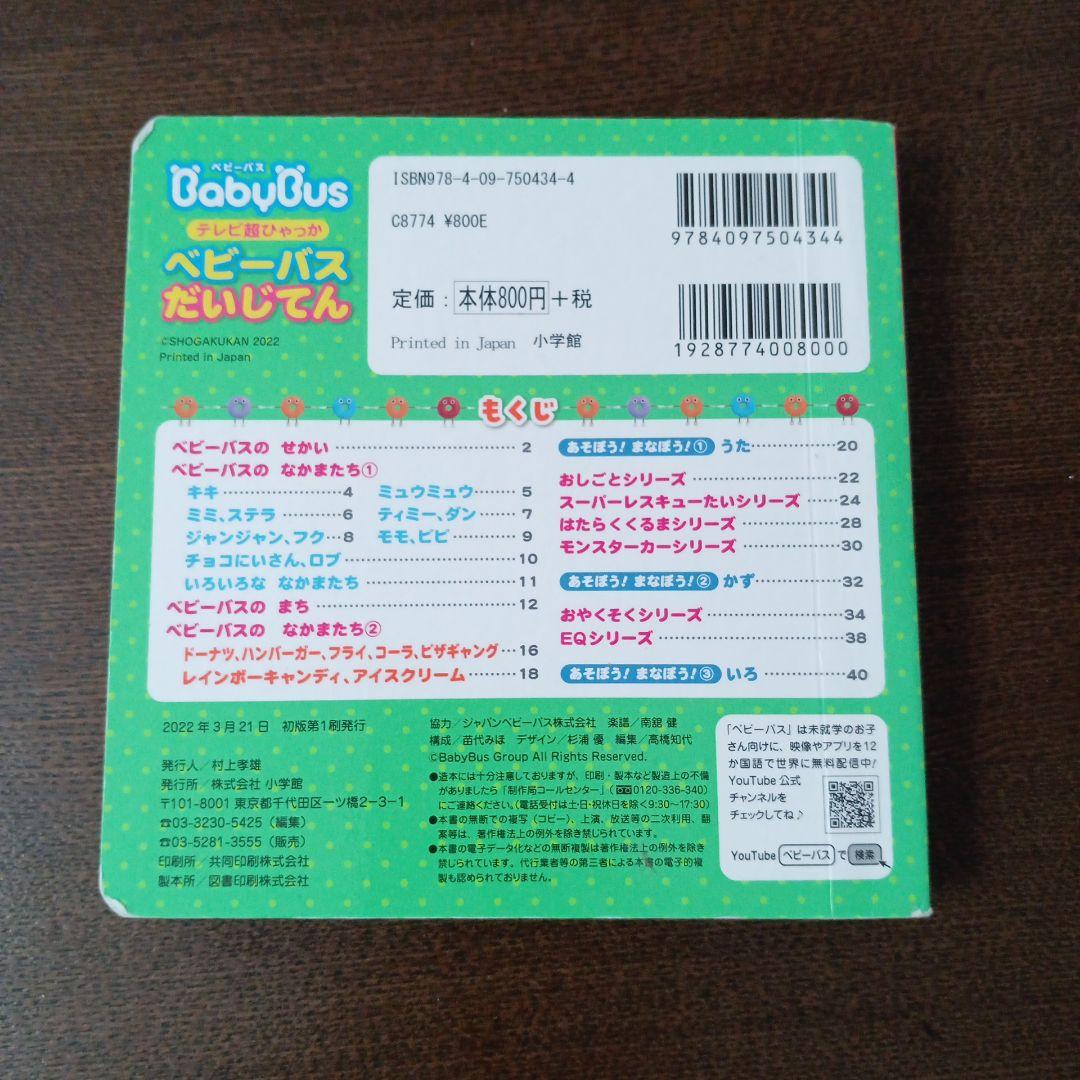 ベビーバス
BabyBus
テレビ超ひゃっか
ベビーバス
だいじてん
©SHOGAKUKAN 2022
Printed in Japan
ISBN978-4-09-750434-4
C8774 ¥800E
定価：本体800円＋税
Printed in Japan 小学館
9784097504344
1928774008000
もくじ
ベビーバスの せかい……2
ベビーバスの なかまたち①
キキ……4 ミュウミュウ……5
ミミ、ステラ……6 ティミー、ダン……7
ジャンジャン、フク…8 モモ、ピピ……9
チョコにいさん、ロブ……10
いろいろな なかまたち……11
ベビーバスの まち……12
ベビーバスの なかまたち②
ドーナツ、ハンバーガー、フライ、コーラ、ピザギャング…16
レインボーキャンディ、アイスクリーム……18
あそぼう！まなぼう！① うた……20
おしごとシリーズ……22
スーパーレスキューたいシリーズ……24
はたらくくるまシリーズ……28
モンスターカーシリーズ……30
あそぼう！まなぼう！② かず……32
おやくそくシリーズ……34
EQシリーズ……38
あそぼう！まなぼう！③ いろ……40
2022年3月21日 初版第1刷発行
発行人／村上孝雄
発行所／株式会社 小学館
〒101-8001 東京都千代田区一ツ橋2-3-1
☎03-3230-5425（編集）
☎03-5281-3555（販売）
印刷所／共同印刷株式会社
製本所／図書印刷株式会社
協力／ジャパンベビーバス株式会社 楽譜／南舘 健
構成／苗代みほ デザイン／杉浦 優 編集／高橋知代
©BabyBus Group All Rights Reserved.
●造本には十分注意しておりますが、印刷・製本など製造上の不備
がありましたら「制作局コールセンター」（0120-336-340）
にご連絡ください。（電話受付は土・日・祝休日を除く9:30〜17:30）
●本書の無断での複写（コピー）、上演、放送等の二次利用、翻
案等は、著作権法上の例外を除き禁じられています。
●本書の電子データ化などの無断複製は著作権法上の例外を除き
禁じられています。代行業者等の第三者による本書の電子的複
製も認められておりません。
「ベビーバス」は未就学のお子
さん向けに、映像やアプリを12
か国語で世界に無料配信中！
YouTube公式
チャンネルを
チェックしてね♪
YouTube ベビーバス で 検索